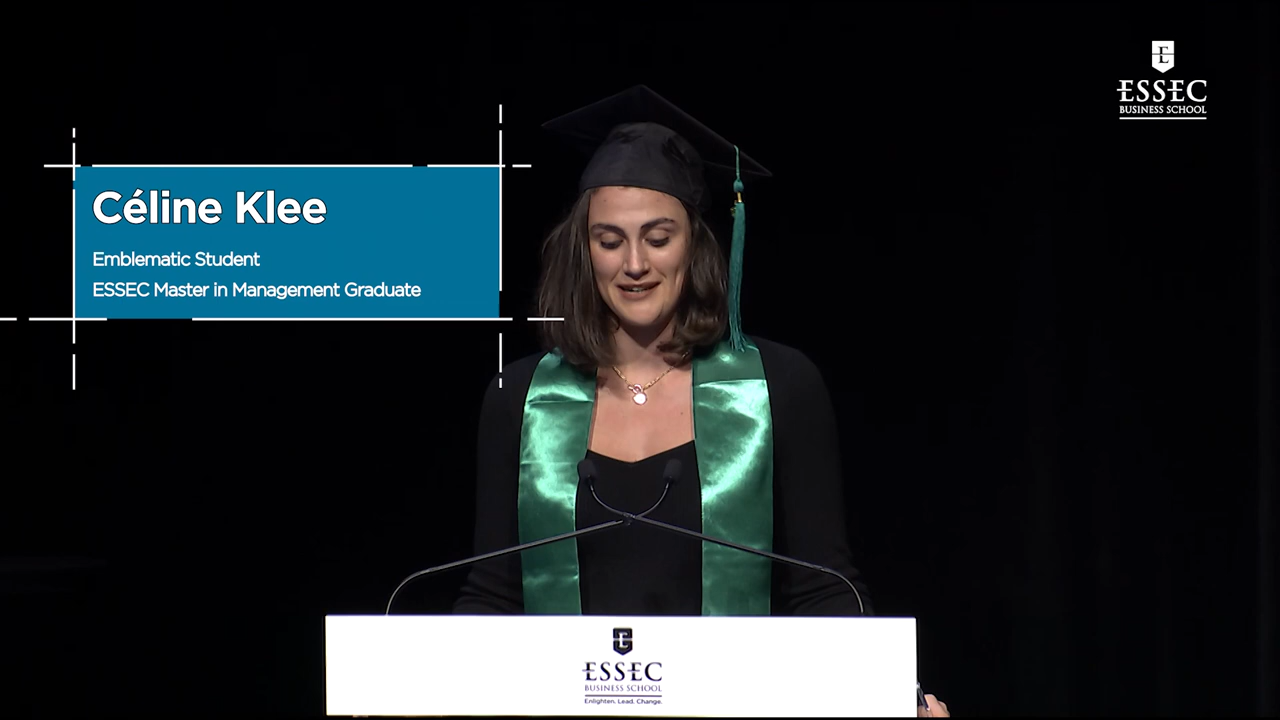 E
ESSEC
BUSINESS SCHOOL
Céline Klee
Emblematic Student
ESSEC Master in Management Graduate
E
ESSEC
BUSINESS SCHOOL
Enlighten. Lead. Change.